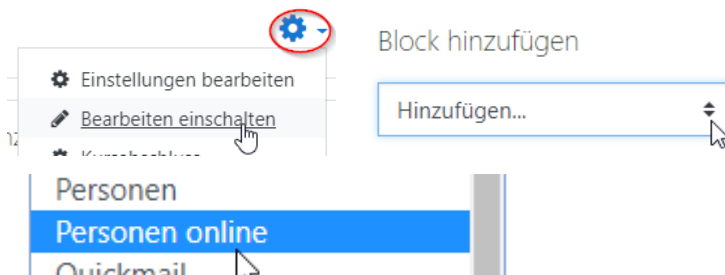 Einstellungen bearbeiten
Bearbeiten einschalten
Block hinzufügen
Hinzufügen...
Personen
Personen online
Quickmail